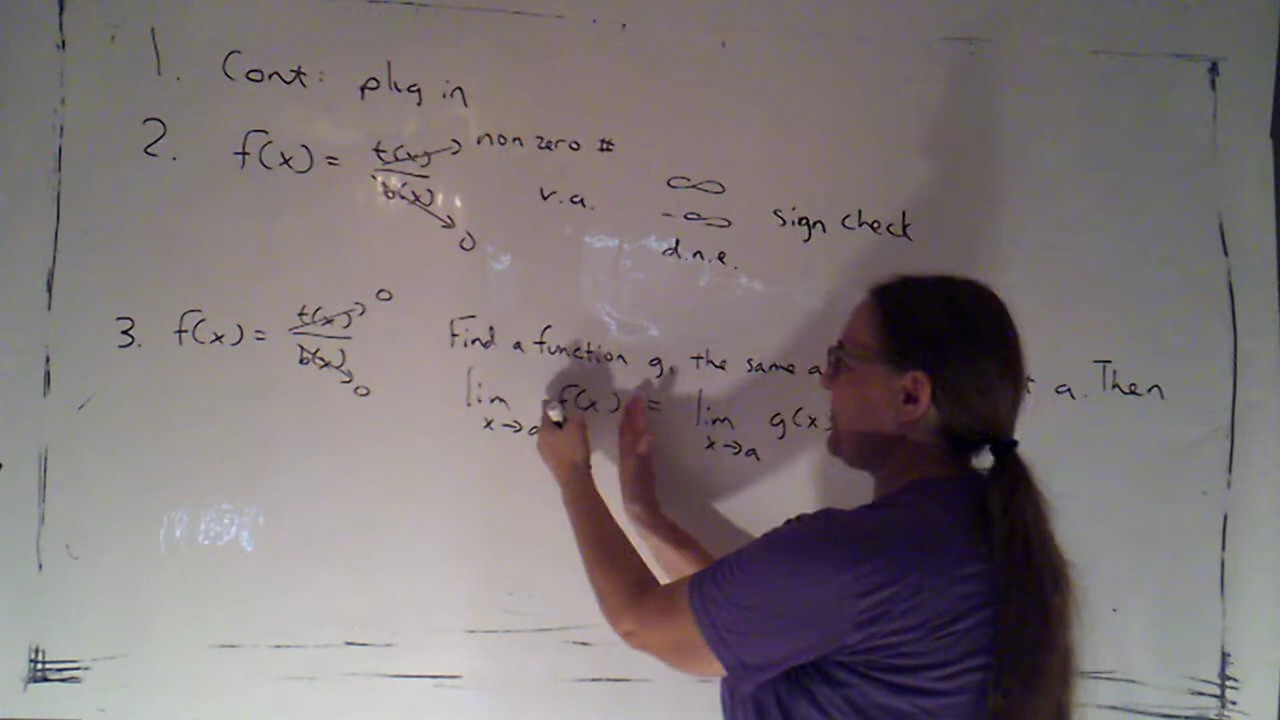 1. Cont: plug in
2. f(x) = t(x) / b(x) → 0 → non zero #
v.a. ∞
-∞ sign check
d.n.e.
3. f(x) = t(x) → 0 / b(x) → 0
Find a function g, the same a. Then
lim x→a f(x) = lim x→a g(x)